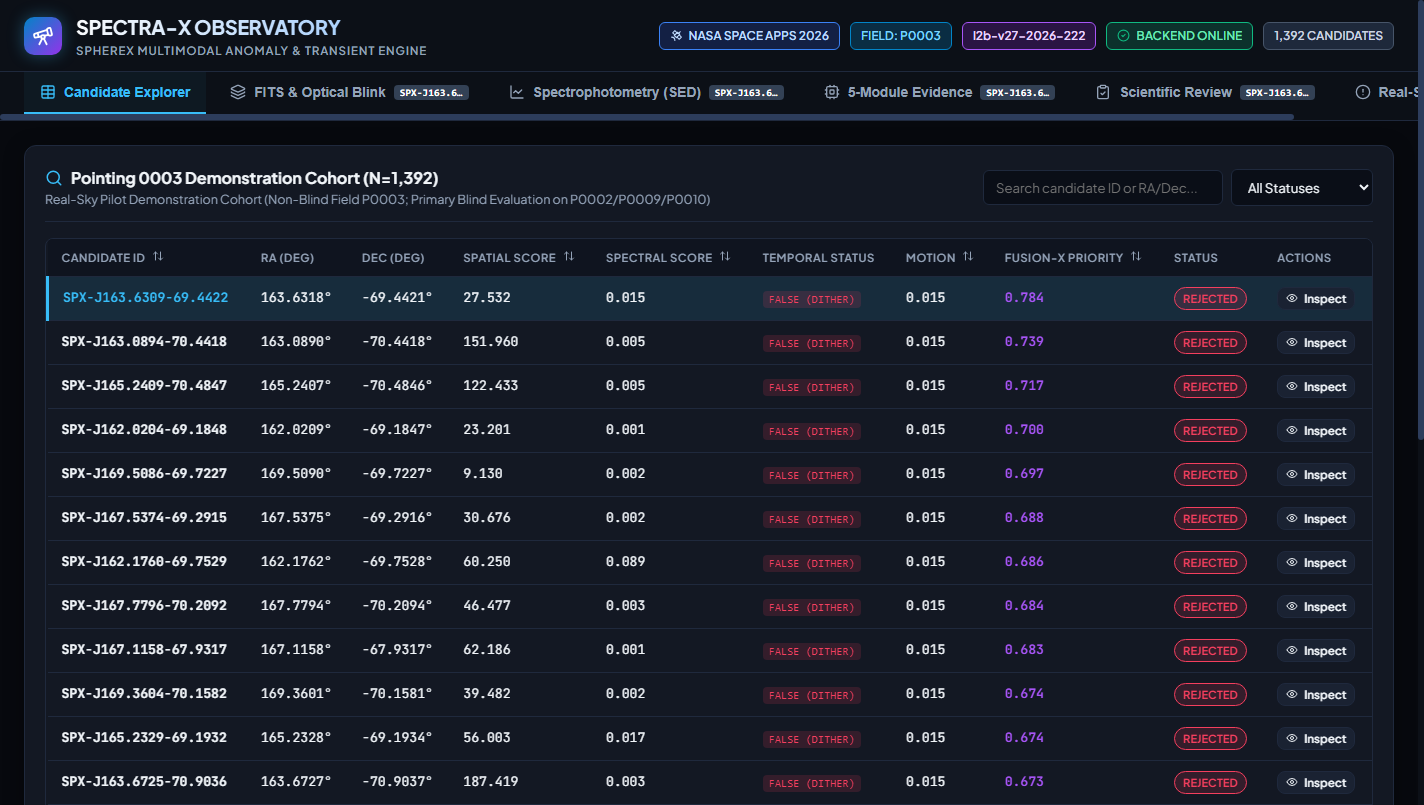 SPECTRA-X OBSERVATORY
SPHEREX MULTIMODAL ANOMALY & TRANSIENT ENGINE
NASA SPACE APPS 2026
FIELD: P0003
l2b-v27-2026-222
BACKEND ONLINE
1,392 CANDIDATES
Candidate Explorer
FITS & Optical Blink SPX-J163.6…
Spectrophotometry (SED) SPX-J163.6…
5-Module Evidence SPX-J163.6…
Scientific Review SPX-J163.6…
Real-S
Pointing 0003 Demonstration Cohort (N=1,392)
Real-Sky Pilot Demonstration Cohort (Non-Blind Field P0003; Primary Blind Evaluation on P0002/P0009/P0010)
Search candidate ID or RA/Dec...
All Statuses
CANDIDATE ID RA (DEG) DEC (DEG) SPATIAL SCORE SPECTRAL SCORE TEMPORAL STATUS MOTION FUSION-X PRIORITY STATUS ACTIONS
SPX-J163.6309-69.4422 163.6318° -69.4421° 27.532 0.015 FALSE (DITHER) 0.015 0.784 REJECTED Inspect
SPX-J163.0894-70.4418 163.0890° -70.4418° 151.960 0.005 FALSE (DITHER) 0.015 0.739 REJECTED Inspect
SPX-J165.2409-70.4847 165.2407° -70.4846° 122.433 0.005 FALSE (DITHER) 0.015 0.717 REJECTED Inspect
SPX-J162.0204-69.1848 162.0209° -69.1847° 23.201 0.001 FALSE (DITHER) 0.015 0.700 REJECTED Inspect
SPX-J169.5086-69.7227 169.5090° -69.7227° 9.130 0.002 FALSE (DITHER) 0.015 0.697 REJECTED Inspect
SPX-J167.5374-69.2915 167.5375° -69.2916° 30.676 0.002 FALSE (DITHER) 0.015 0.688 REJECTED Inspect
SPX-J162.1760-69.7529 162.1762° -69.7528° 60.250 0.089 FALSE (DITHER) 0.015 0.686 REJECTED Inspect
SPX-J167.7796-70.2092 167.7794° -70.2094° 46.477 0.003 FALSE (DITHER) 0.015 0.684 REJECTED Inspect
SPX-J167.1158-67.9317 167.1158° -67.9317° 62.186 0.001 FALSE (DITHER) 0.015 0.683 REJECTED Inspect
SPX-J169.3604-70.1582 169.3601° -70.1581° 39.482 0.002 FALSE (DITHER) 0.015 0.674 REJECTED Inspect
SPX-J165.2329-69.1932 165.2328° -69.1934° 56.003 0.017 FALSE (DITHER) 0.015 0.674 REJECTED Inspect
SPX-J163.6725-70.9036 163.6727° -70.9037° 187.419 0.003 FALSE (DITHER) 0.015 0.673 REJECTED Inspect